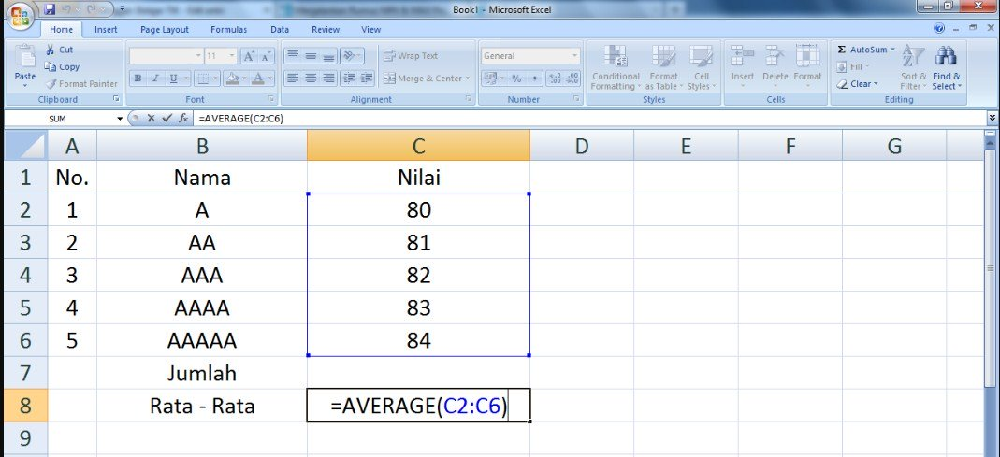 Book1 - Microsoft Excel
Home Insert Page Layout Formulas Data Review View
Paste Cut Copy Format Painter
11 A A Wrap Text General
B I U Merge & Center % ,
Conditional Formatting Format as Table Cell Styles
Insert Delete Format
Σ AutoSum Fill Clear Sort & Filter Find & Select
Clipboard Font Alignment Number Styles Cells Editing
SUM fx =AVERAGE(C2:C6)
A B C D E F G
1 No. Nama Nilai
2 1 A 80
3 2 AA 81
4 3 AAA 82
5 4 AAAA 83
6 5 AAAAA 84
7 Jumlah
8 Rata - Rata =AVERAGE(C2:C6)
9